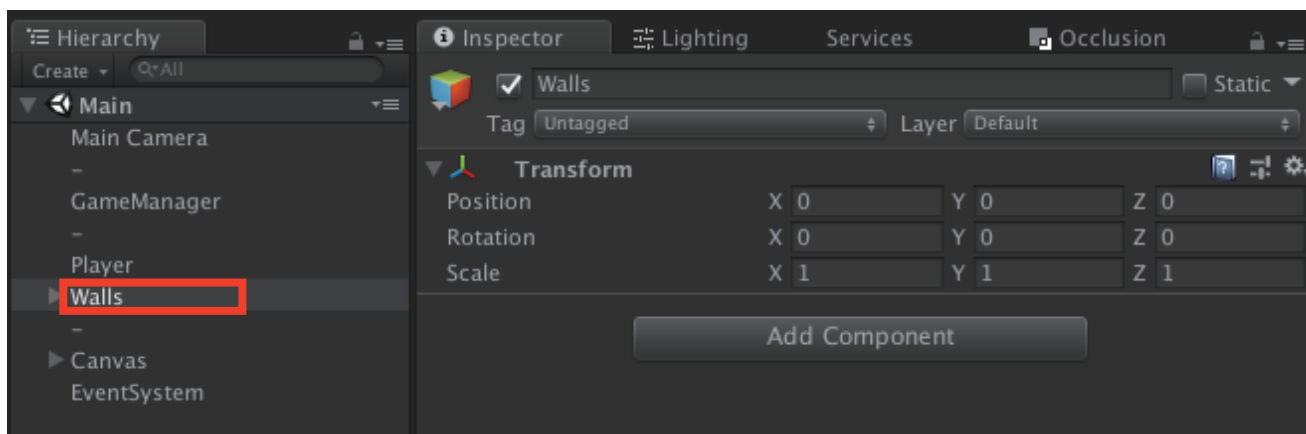 Hierarchy
Create All
Main
Main Camera
–
GameManager
–
Player
Walls
–
Canvas
EventSystem
Inspector Lighting Services Occlusion
Walls Static
Tag Untagged Layer Default
Transform
Position X 0 Y 0 Z 0
Rotation X 0 Y 0 Z 0
Scale X 1 Y 1 Z 1
Add Component